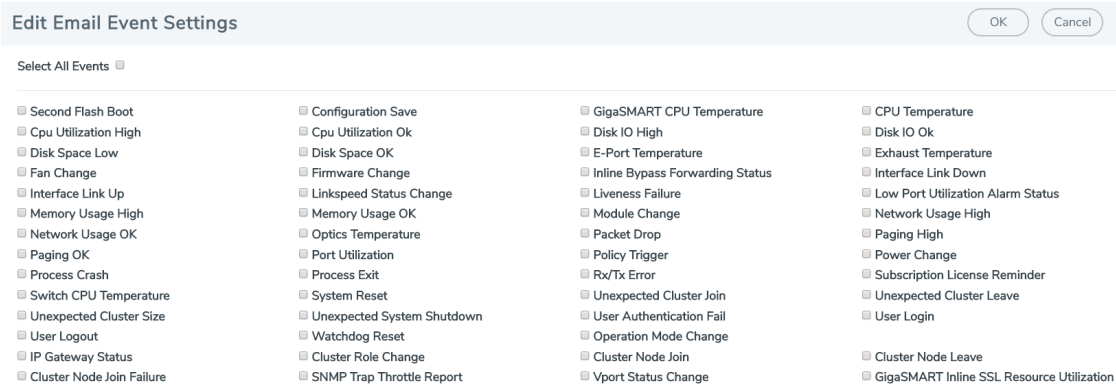 Edit Email Event Settings OK Cancel
Select All Events
Second Flash Boot Configuration Save GigaSMART CPU Temperature CPU Temperature
Cpu Utilization High Cpu Utilization Ok Disk IO High Disk IO Ok
Disk Space Low Disk Space OK E-Port Temperature Exhaust Temperature
Fan Change Firmware Change Inline Bypass Forwarding Status Interface Link Down
Interface Link Up Linkspeed Status Change Liveness Failure Low Port Utilization Alarm Status
Memory Usage High Memory Usage OK Module Change Network Usage High
Network Usage OK Optics Temperature Packet Drop Paging High
Paging OK Port Utilization Policy Trigger Power Change
Process Crash Process Exit Rx/Tx Error Subscription License Reminder
Switch CPU Temperature System Reset Unexpected Cluster Join Unexpected Cluster Leave
Unexpected Cluster Size Unexpected System Shutdown User Authentication Fail User Login
User Logout Watchdog Reset Operation Mode Change
IP Gateway Status Cluster Role Change Cluster Node Join Cluster Node Leave
Cluster Node Join Failure SNMP Trap Throttle Report Vport Status Change GigaSMART Inline SSL Resource Utilization